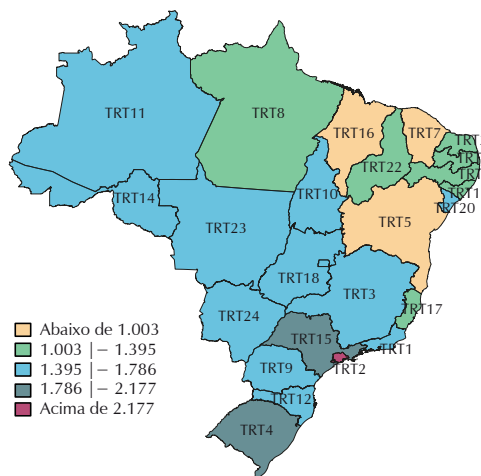 TRT11
TRT8
TRT16
TRT7
TRT22
TRT14
TRT10
TRT20
TRT23
TRT5
TRT18
TRT3
TRT24
TRT17
TRT15
TRT1
TRT2
TRT9
TRT12
TRT4
Abaixo de 1.003
1.003 |− 1.395
1.395 |− 1.786
1.786 |− 2.177
Acima de 2.177